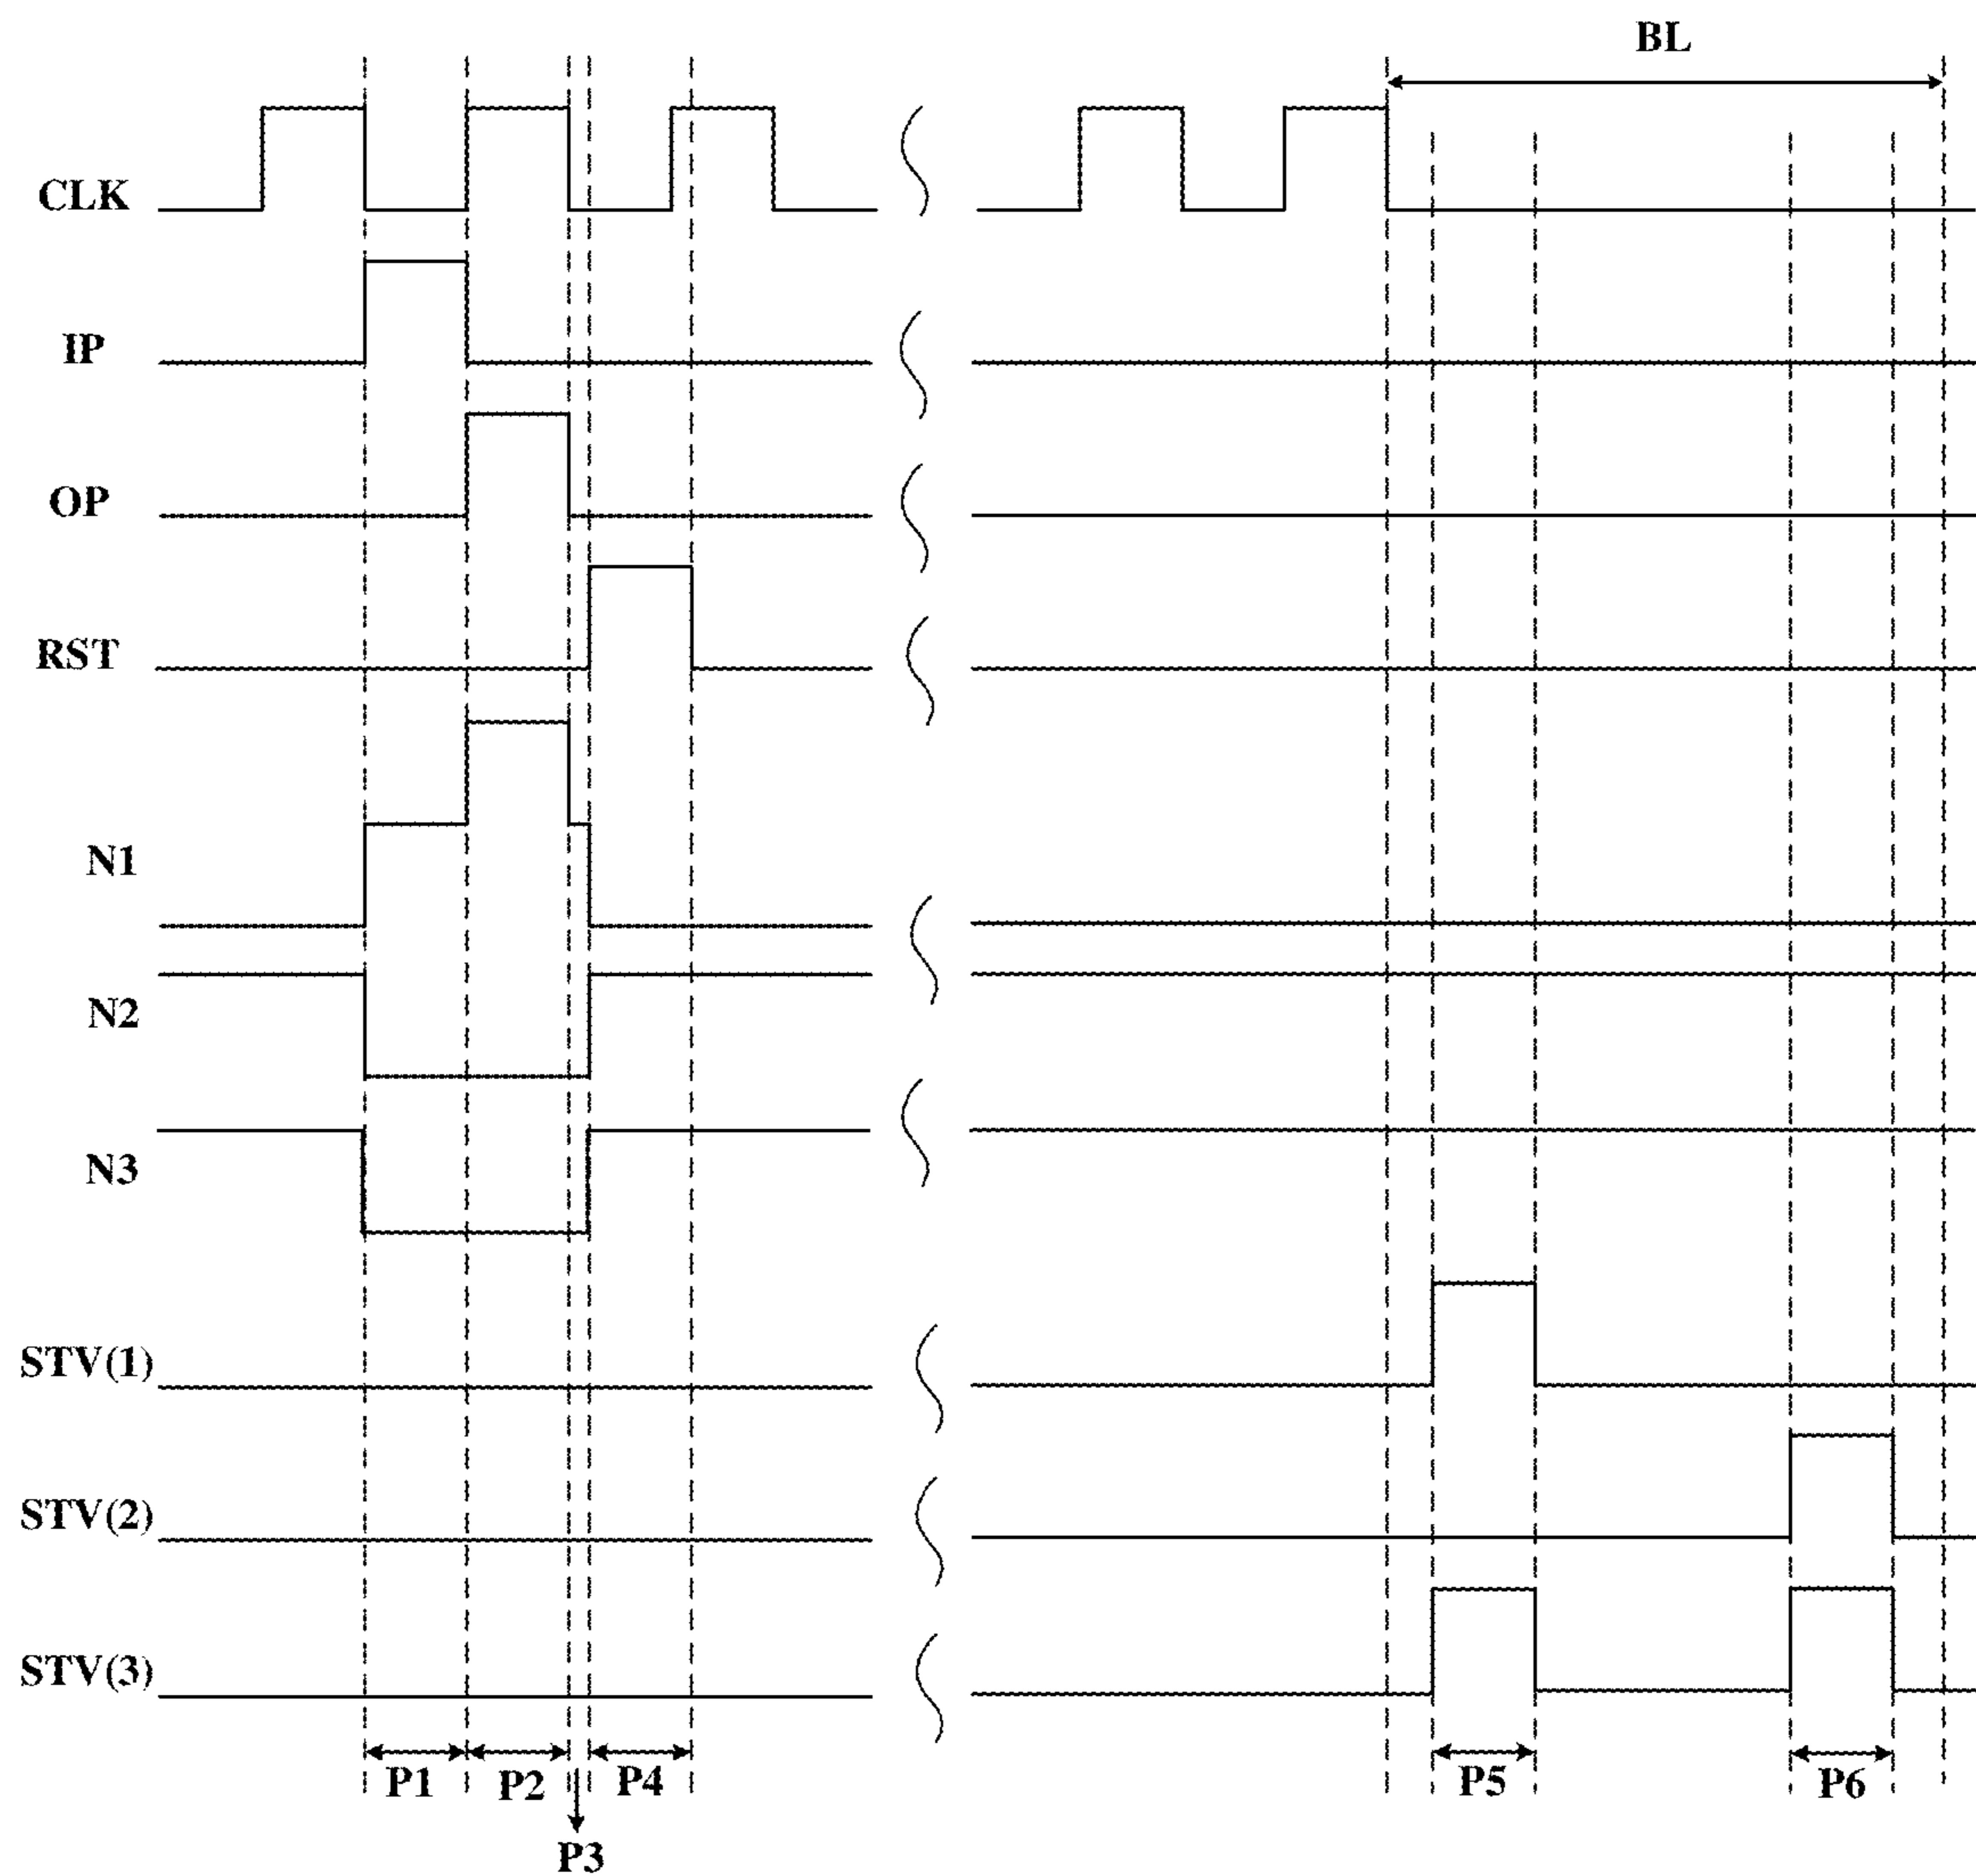 BL
CLK
IP
OP
RST
N1
N2
N3
STV(1)
STV(2)
STV(3)
P1 P2 P4 P5 P6
P3